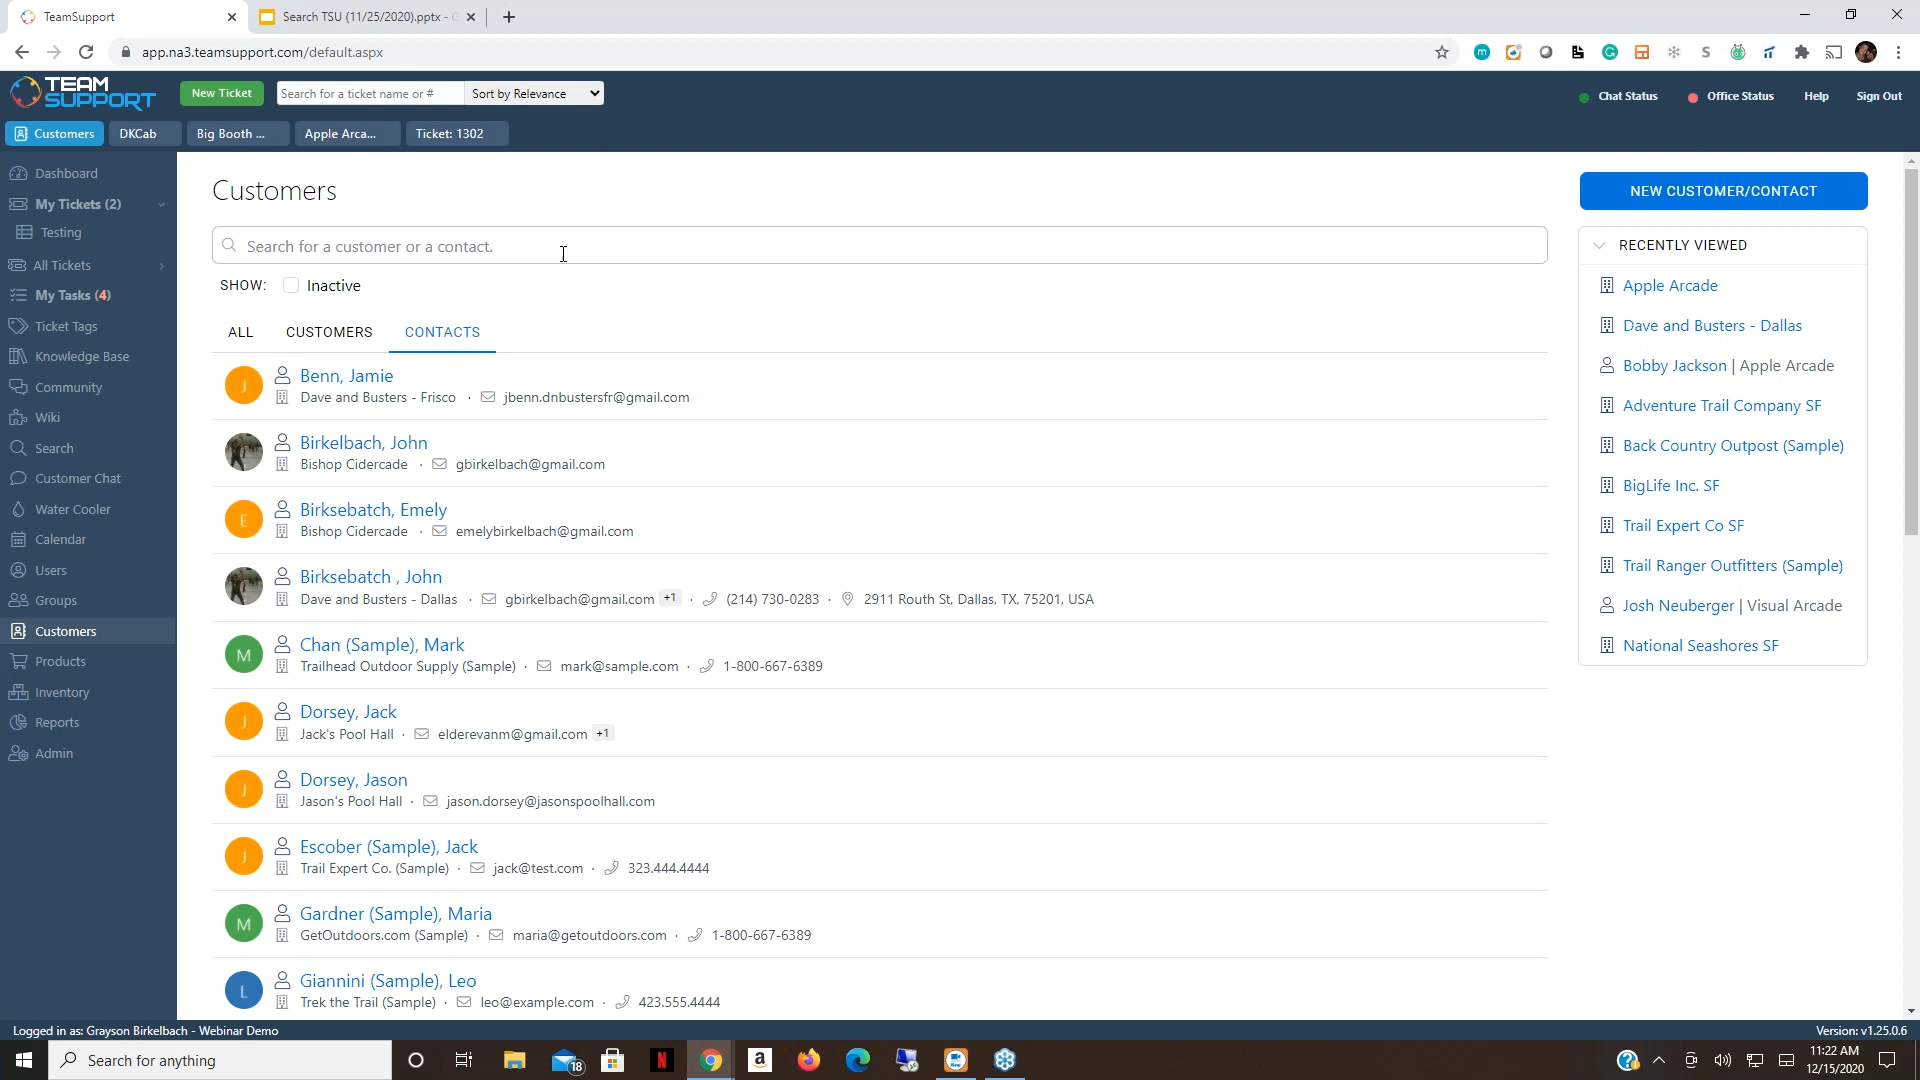 TeamSupport
Search TSU (11/25/2020).pptx - G
app.na3.teamsupport.com/default.aspx
TEAM
SUPPORT
New Ticket
Search for a ticket name or #
Sort by Relevance
Chat Status
Office Status
Help
Sign Out
Customers
DKCab
Big Booth ...
Apple Arca...
Ticket: 1302
Dashboard
My Tickets (2)
Testing
All Tickets
My Tasks (4)
Ticket Tags
Knowledge Base
Community
Wiki
Search
Customer Chat
Water Cooler
Calendar
Users
Groups
Customers
Products
Inventory
Reports
Admin
Customers
Search for a customer or a contact.
SHOW: Inactive
ALL CUSTOMERS CONTACTS
J Benn, Jamie
Dave and Busters - Frisco · jbenn.dnbustersfr@gmail.com
Birkelbach, John
Bishop Cidercade · gbirkelbach@gmail.com
E Birksebatch, Emely
Bishop Cidercade · emelybirkelbach@gmail.com
Birksebatch , John
Dave and Busters - Dallas · gbirkelbach@gmail.com +1 · (214) 730-0283 · 2911 Routh St, Dallas, TX, 75201, USA
M Chan (Sample), Mark
Trailhead Outdoor Supply (Sample) · mark@sample.com · 1-800-667-6389
J Dorsey, Jack
Jack's Pool Hall · elderevanm@gmail.com +1
J Dorsey, Jason
Jason's Pool Hall · jason.dorsey@jasonspoolhall.com
J Escober (Sample), Jack
Trail Expert Co. (Sample) · jack@test.com · 323.444.4444
M Gardner (Sample), Maria
GetOutdoors.com (Sample) · maria@getoutdoors.com · 1-800-667-6389
L Giannini (Sample), Leo
Trek the Trail (Sample) · leo@example.com · 423.555.4444
NEW CUSTOMER/CONTACT
RECENTLY VIEWED
Apple Arcade
Dave and Busters - Dallas
Bobby Jackson | Apple Arcade
Adventure Trail Company SF
Back Country Outpost (Sample)
BigLife Inc. SF
Trail Expert Co SF
Trail Ranger Outfitters (Sample)
Josh Neuberger | Visual Arcade
National Seashores SF
Logged in as: Grayson Birkelbach - Webinar Demo
Version: v1.25.0.6
Search for anything
18
11:22 AM
12/15/2020